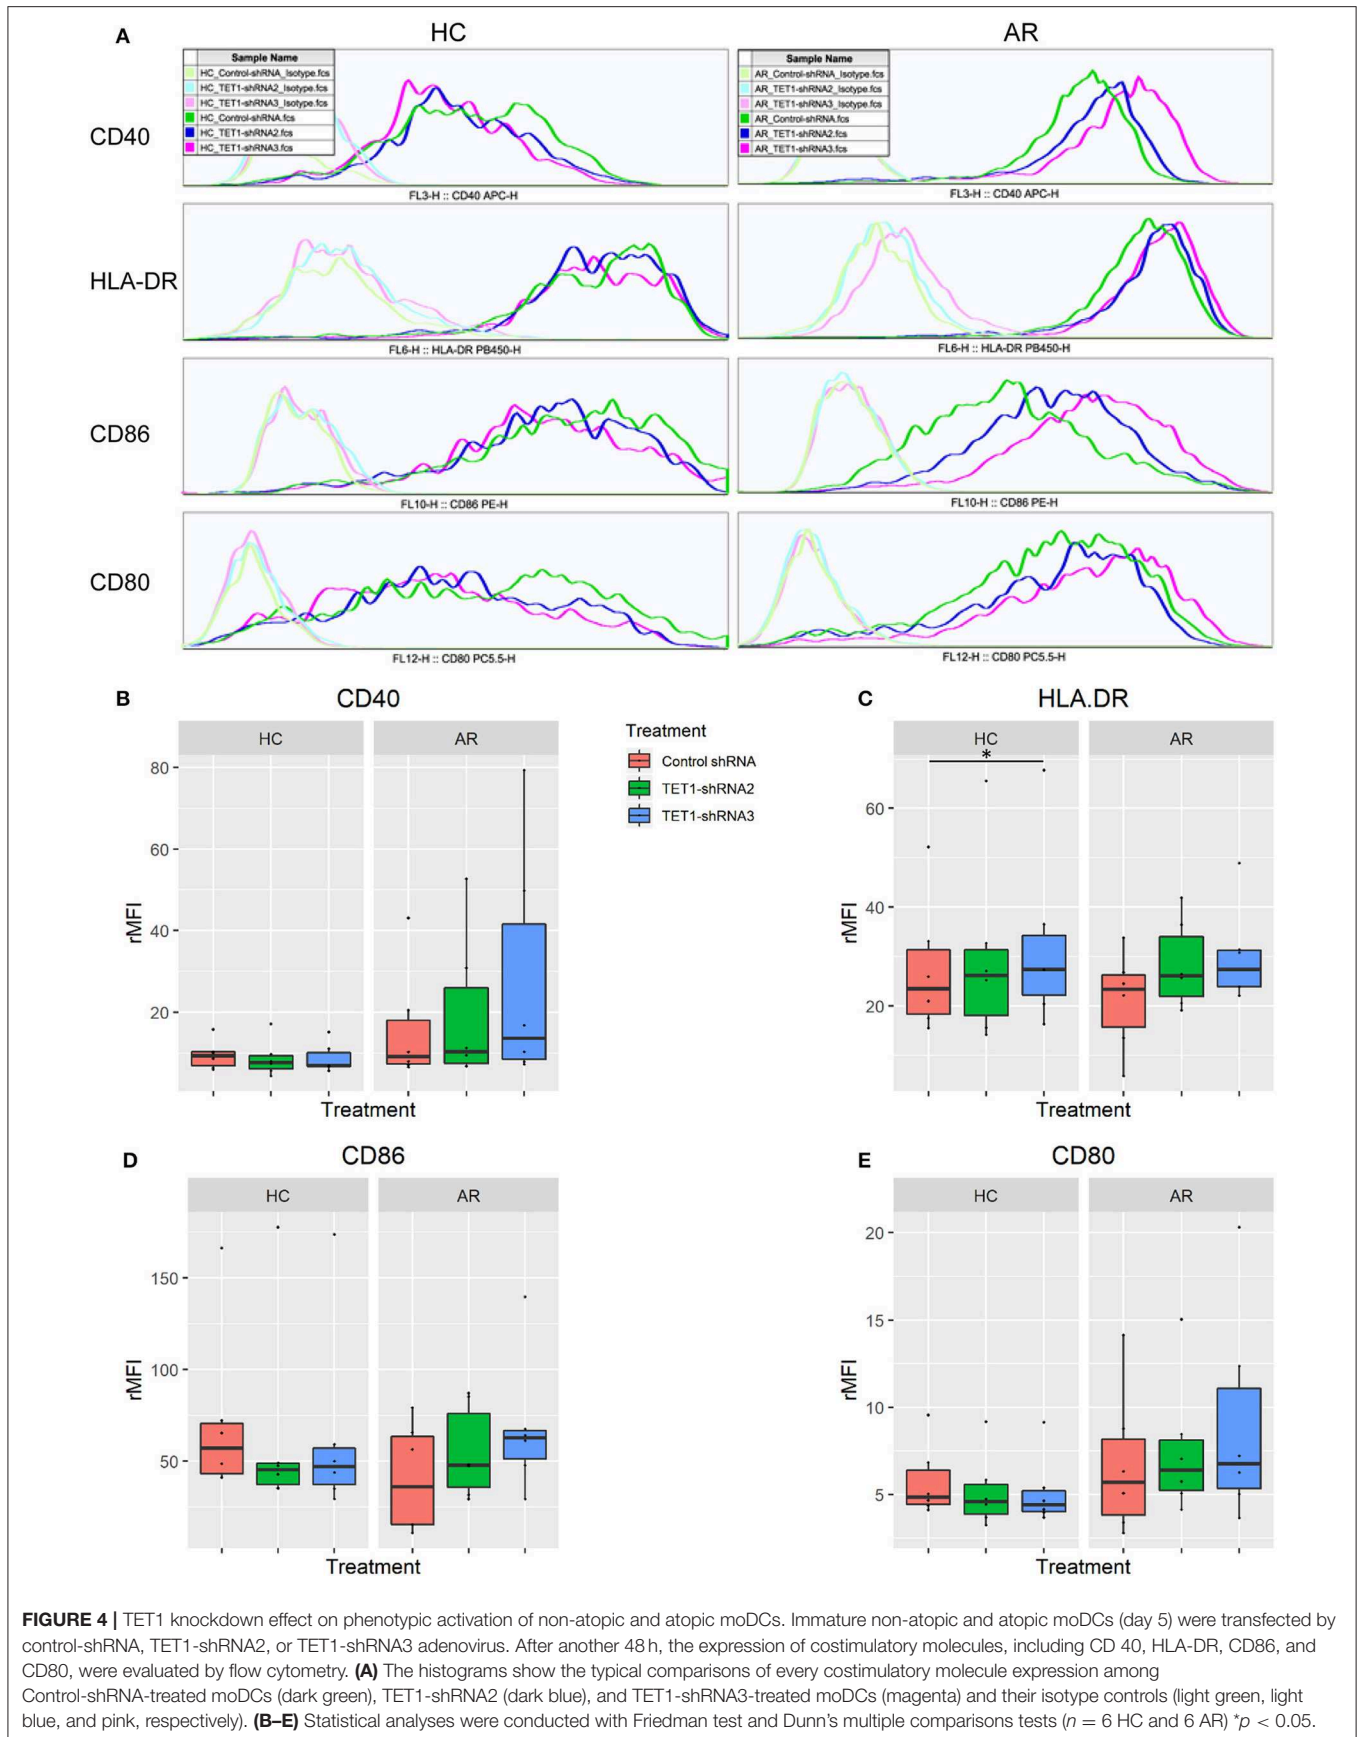 A
HC
AR
CD40
Sample Name
HC_Control-shRNA_Isotype.fcs
HC_TET1-shRNA2_Isotype.fcs
HC_TET1-shRNA3_Isotype.fcs
HC_Control-shRNA.fcs
HC_TET1-shRNA2.fcs
HC_TET1-shRNA3.fcs
FL3-H :: CD40 APC-H
Sample Name
AR_Control-shRNA_Isotype.fcs
AR_TET1-shRNA2_Isotype.fcs
AR_TET1-shRNA3_Isotype.fcs
AR_Control-shRNA.fcs
AR_TET1-shRNA2.fcs
AR_TET1-shRNA3.fcs
FL3-H :: CD40 APC-H
HLA-DR
FL6-H :: HLA-DR PB450-H
FL6-H :: HLA-DR PB450-H
CD86
FL10-H :: CD86 PE-H
FL10-H :: CD86 PE-H
CD80
FL12-H :: CD80 PC5.5-H
FL12-H :: CD80 PC5.5-H
B
CD40
HC
AR
80
60
40
20
rMFI
Treatment
Treatment
Control shRNA
TET1-shRNA2
TET1-shRNA3
C
HLA.DR
HC
AR
*
60
40
20
rMFI
Treatment
D
CD86
HC
AR
150
100
50
rMFI
Treatment
E
CD80
HC
AR
20
15
10
5
rMFI
Treatment
FIGURE 4 | TET1 knockdown effect on phenotypic activation of non-atopic and atopic moDCs. Immature non-atopic and atopic moDCs (day 5) were transfected by
control-shRNA, TET1-shRNA2, or TET1-shRNA3 adenovirus. After another 48 h, the expression of costimulatory molecules, including CD 40, HLA-DR, CD86, and
CD80, were evaluated by flow cytometry. (A) The histograms show the typical comparisons of every costimulatory molecule expression among
Control-shRNA-treated moDCs (dark green), TET1-shRNA2 (dark blue), and TET1-shRNA3-treated moDCs (magenta) and their isotype controls (light green, light
blue, and pink, respectively). (B–E) Statistical analyses were conducted with Friedman test and Dunn's multiple comparisons tests (n = 6 HC and 6 AR) *p < 0.05.